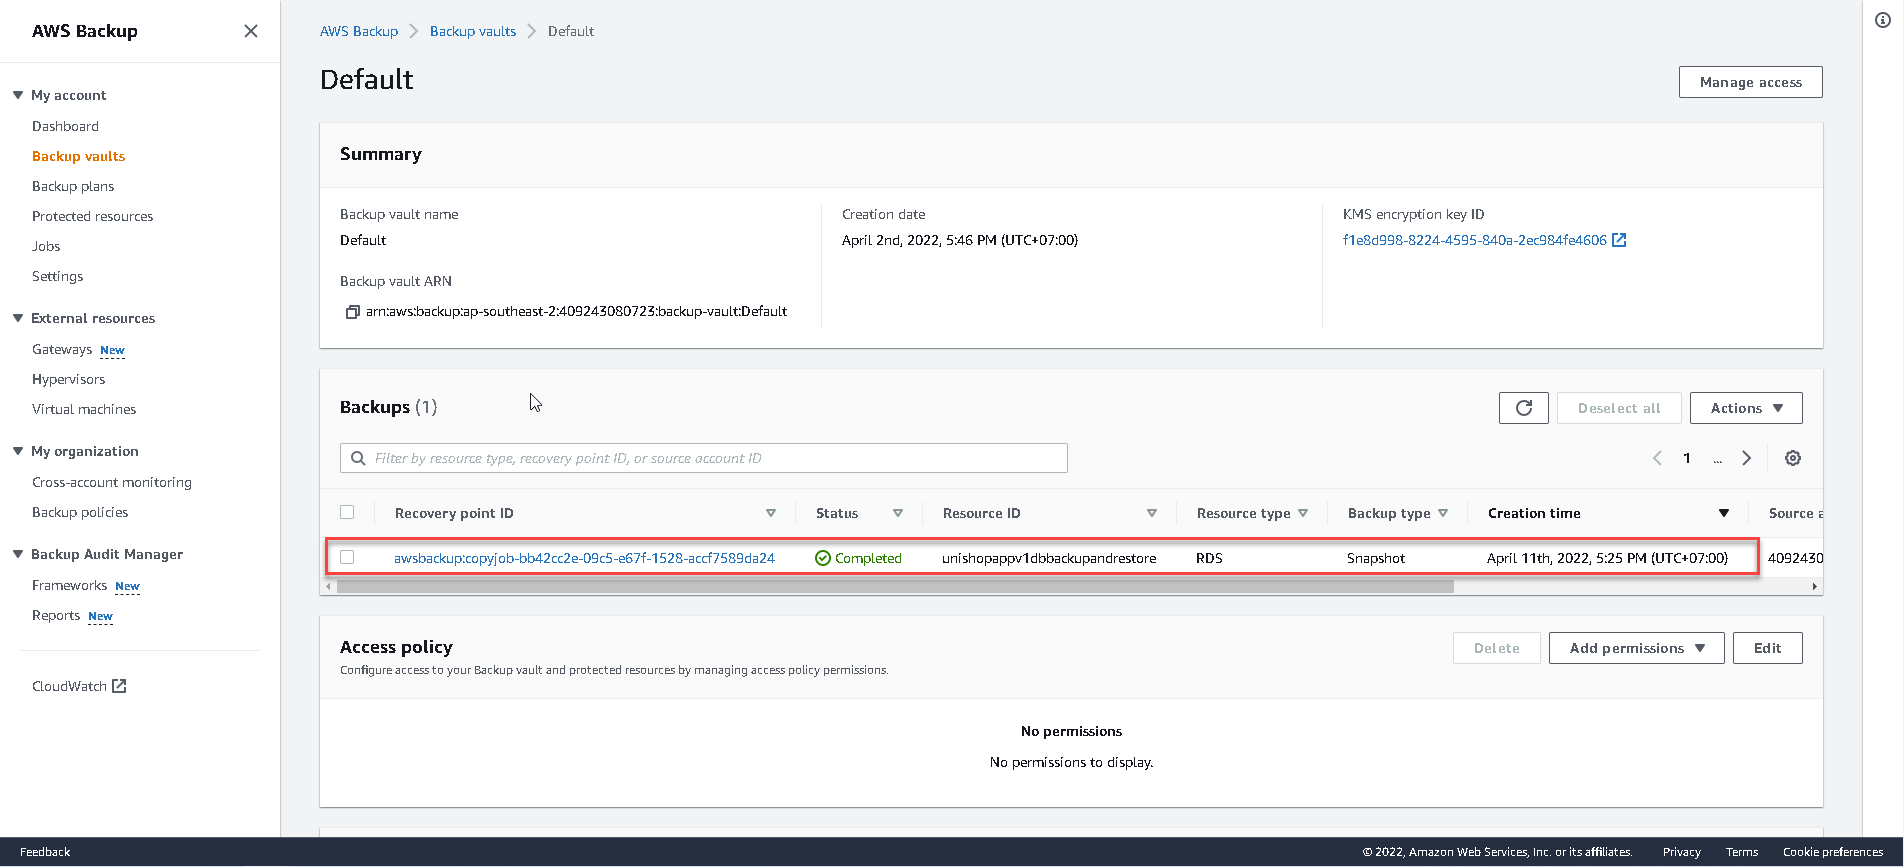 AWS Backup
My account
Dashboard
Backup vaults
Backup plans
Protected resources
Jobs
Settings
External resources
Gateways New
Hypervisors
Virtual machines
My organization
Cross-account monitoring
Backup policies
Backup Audit Manager
Frameworks New
Reports New
CloudWatch
AWS Backup > Backup vaults > Default
Default
Manage access
Summary
Backup vault name
Default
Backup vault ARN
arn:aws:backup:ap-southeast-2:409243080723:backup-vault:Default
Creation date
April 2nd, 2022, 5:46 PM (UTC+07:00)
KMS encryption key ID
f1e8d998-8224-4595-840a-2ec984fe4606
Backups (1)
Deselect all
Actions
Filter by resource type, recovery point ID, or source account ID
1 ...
Recovery point ID Status Resource ID Resource type Backup type Creation time Source a
awsbackup:copyjob-bb42cc2e-09c5-e67f-1528-accf7589da24 Completed unishopappv1dbbackupandrestore RDS Snapshot April 11th, 2022, 5:25 PM (UTC+07:00) 4092430
Access policy
Configure access to your Backup vault and protected resources by managing access policy permissions.
Delete
Add permissions
Edit
No permissions
No permissions to display.
Feedback
© 2022, Amazon Web Services, Inc. or its affiliates. Privacy Terms Cookie preferences